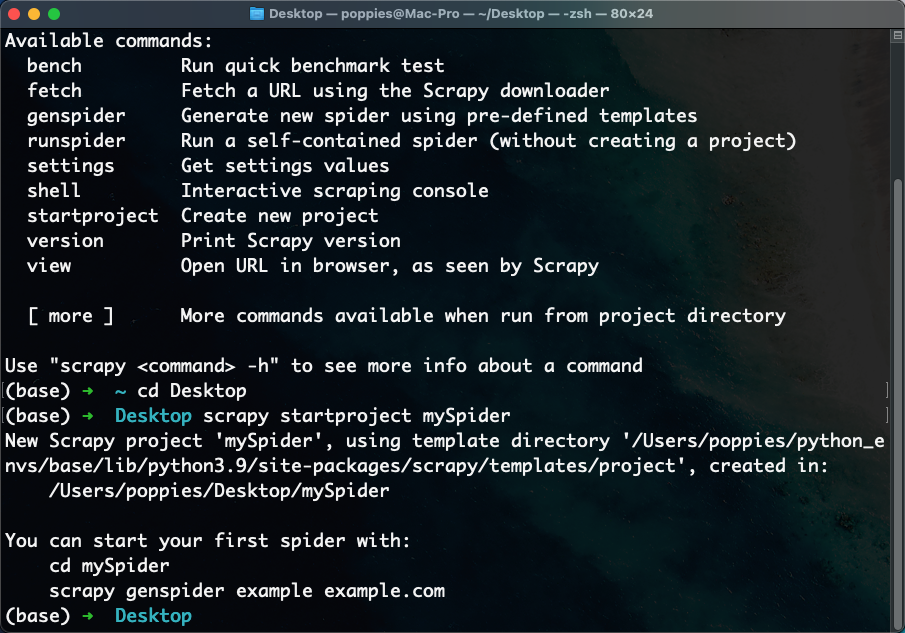 Desktop — poppies@Mac-Pro — ~/Desktop — -zsh — 80×24
Available commands:
  bench         Run quick benchmark test
  fetch         Fetch a URL using the Scrapy downloader
  genspider     Generate new spider using pre-defined templates
  runspider     Run a self-contained spider (without creating a project)
  settings      Get settings values
  shell         Interactive scraping console
  startproject  Create new project
  version       Print Scrapy version
  view          Open URL in browser, as seen by Scrapy

  [ more ]      More commands available when run from project directory

Use "scrapy <command> -h" to see more info about a command
(base) ➜  ~ cd Desktop
(base) ➜  Desktop scrapy startproject mySpider
New Scrapy project 'mySpider', using template directory '/Users/poppies/python_e
nvs/base/lib/python3.9/site-packages/scrapy/templates/project', created in:
    /Users/poppies/Desktop/mySpider

You can start your first spider with:
    cd mySpider
    scrapy genspider example example.com
(base) ➜  Desktop